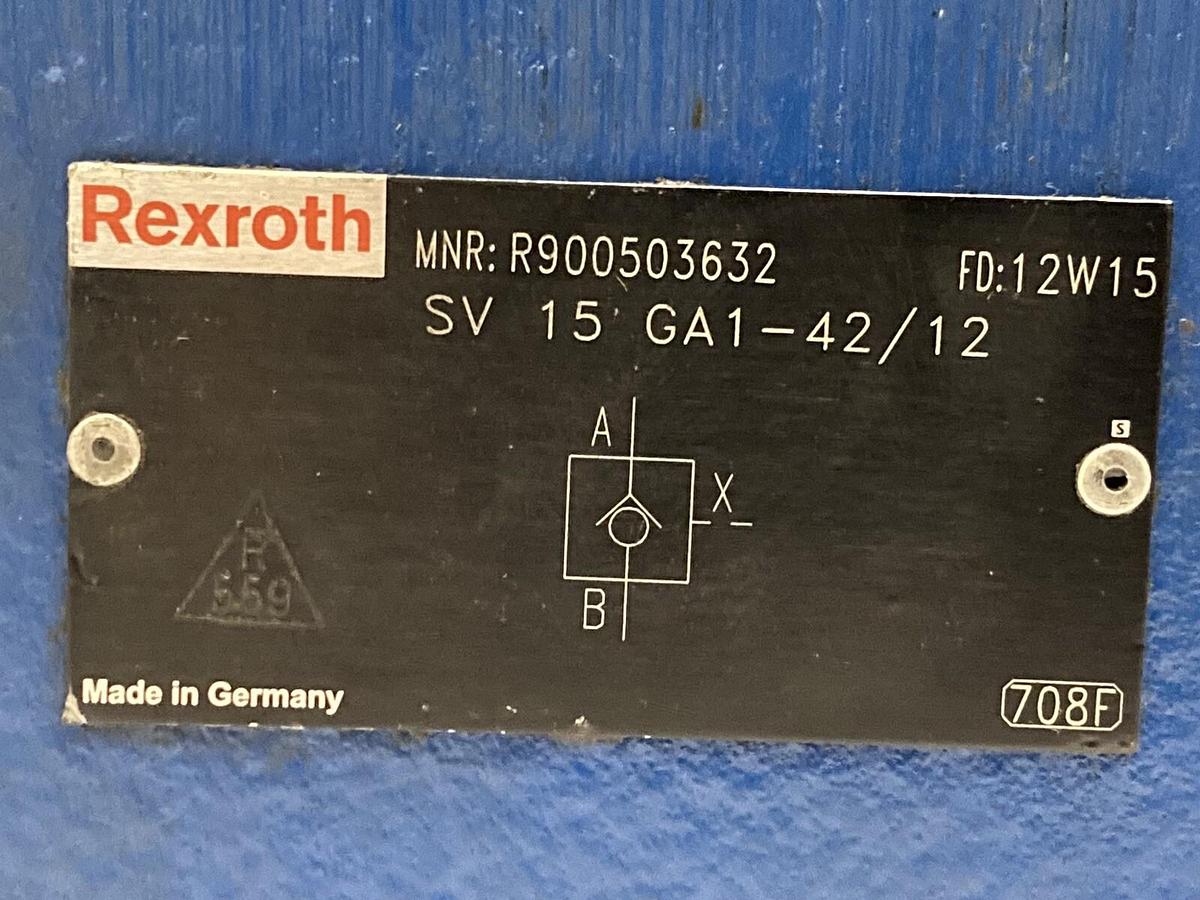 Rexroth
MNR: R900503632
FD:12W15
SV 15 GA1-42/12
A
X
S
B
R
559
Made in Germany
708F